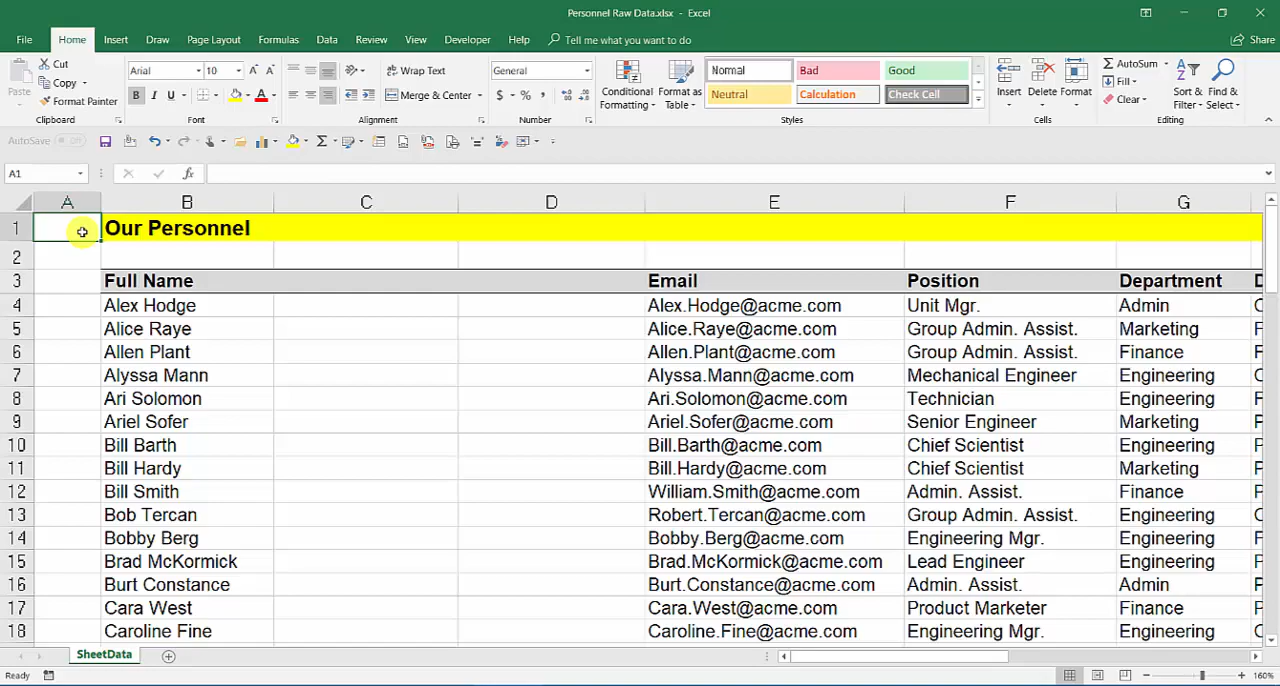 Personnel Raw Data.xlsx - Excel
File Home Insert Draw Page Layout Formulas Data Review View Developer Help Tell me what you want to do Share
Paste
Cut
Copy
Format Painter
Clipboard
Arial 10
B I U
Font
Wrap Text
Merge & Center
Alignment
General
$ % ,
Number
Conditional Formatting
Format as Table
Normal Bad Good
Neutral Calculation Check Cell
Styles
Insert Delete Format
Cells
AutoSum
Fill
Clear
Sort & Filter
Find & Select
Editing
AutoSave Off
A1 fx
A B C D E F G
1 Our Personnel
2
3 Full Name Email Position Department
4 Alex Hodge Alex.Hodge@acme.com Unit Mgr. Admin
5 Alice Raye Alice.Raye@acme.com Group Admin. Assist. Marketing
6 Allen Plant Allen.Plant@acme.com Group Admin. Assist. Finance
7 Alyssa Mann Alyssa.Mann@acme.com Mechanical Engineer Engineering
8 Ari Solomon Ari.Solomon@acme.com Technician Engineering
9 Ariel Sofer Ariel.Sofer@acme.com Senior Engineer Marketing
10 Bill Barth Bill.Barth@acme.com Chief Scientist Engineering
11 Bill Hardy Bill.Hardy@acme.com Chief Scientist Marketing
12 Bill Smith William.Smith@acme.com Admin. Assist. Finance
13 Bob Tercan Robert.Tercan@acme.com Group Admin. Assist. Engineering
14 Bobby Berg Bobby.Berg@acme.com Engineering Mgr. Engineering
15 Brad McKormick Brad.McKormick@acme.com Lead Engineer Engineering
16 Burt Constance Burt.Constance@acme.com Admin. Assist. Admin
17 Cara West Cara.West@acme.com Product Marketer Finance
18 Caroline Fine Caroline.Fine@acme.com Engineering Mgr. Engineering
SheetData
Ready 160%